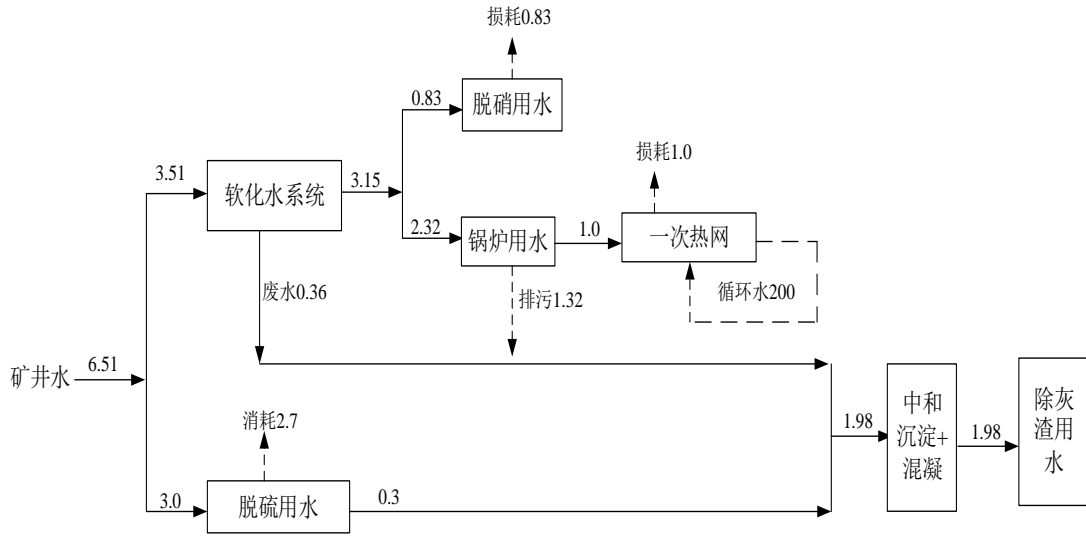 损耗0.83
0.83
脱硝用水
损耗1.0
3.51
软化水系统
3.15
2.32
锅炉用水
1.0
一次热网
循环水200
废水0.36
排污1.32
矿井水
6.51
消耗2.7
3.0
脱硫用水
0.3
1.98
中和
沉淀+
混凝
1.98
除灰
渣用
水